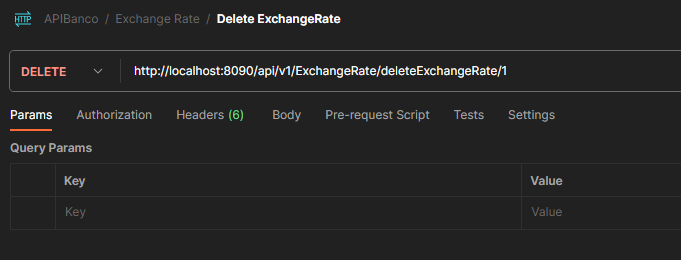 HTTP APIBanco / Exchange Rate / Delete ExchangeRate
DELETE http://localhost:8090/api/v1/ExchangeRate/deleteExchangeRate/1
Params Authorization Headers (6) Body Pre-request Script Tests Settings
Query Params
Key Value
Key Value